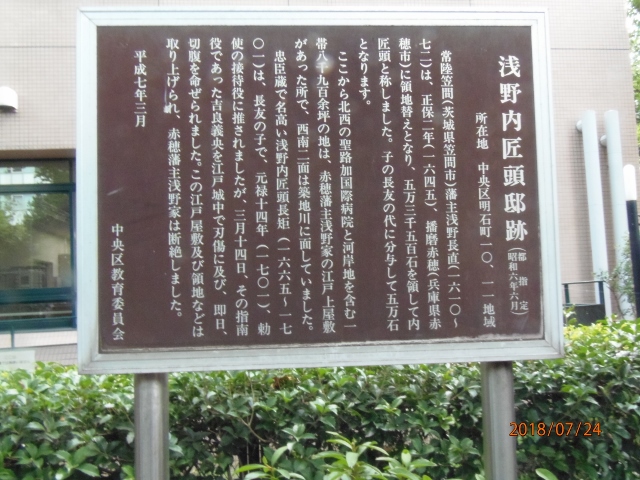 浅野内匠頭邸跡
(都指定
昭和六年六月)
所在地 中央区明石町一〇、一一地域
常陸笠間(茨城県笠間市)藩主浅野長直(一六一〇〜
七二)は、正保二年(一六四五)播磨赤穂(兵庫県赤
穂市)に領地替えとなり、五万三千五百石を領して内
匠頭と称しました。子の長友の代に分与して五万石
となります。
ここから北西の聖路加国際病院と河岸地を含む一
帯八千九百余坪の地は、赤穂藩主浅野家の江戸上屋敷
があった所で、西南二面は築地川に面していました。
忠臣蔵で名高い浅野内匠頭長矩(一六六五〜一七
〇一)は、長友の子で、元禄十四年(一七〇一)、勅
使の接待役に推されましたが、三月十四日、その指南
役であった吉良義央を江戸城中で刃傷に及び、即日、
切腹を命ぜられました。この江戸屋敷及び領地などは
取り上げられ、赤穂藩主浅野家は断絶しました。
平成七年三月
中央区教育委員会
2018/07/24